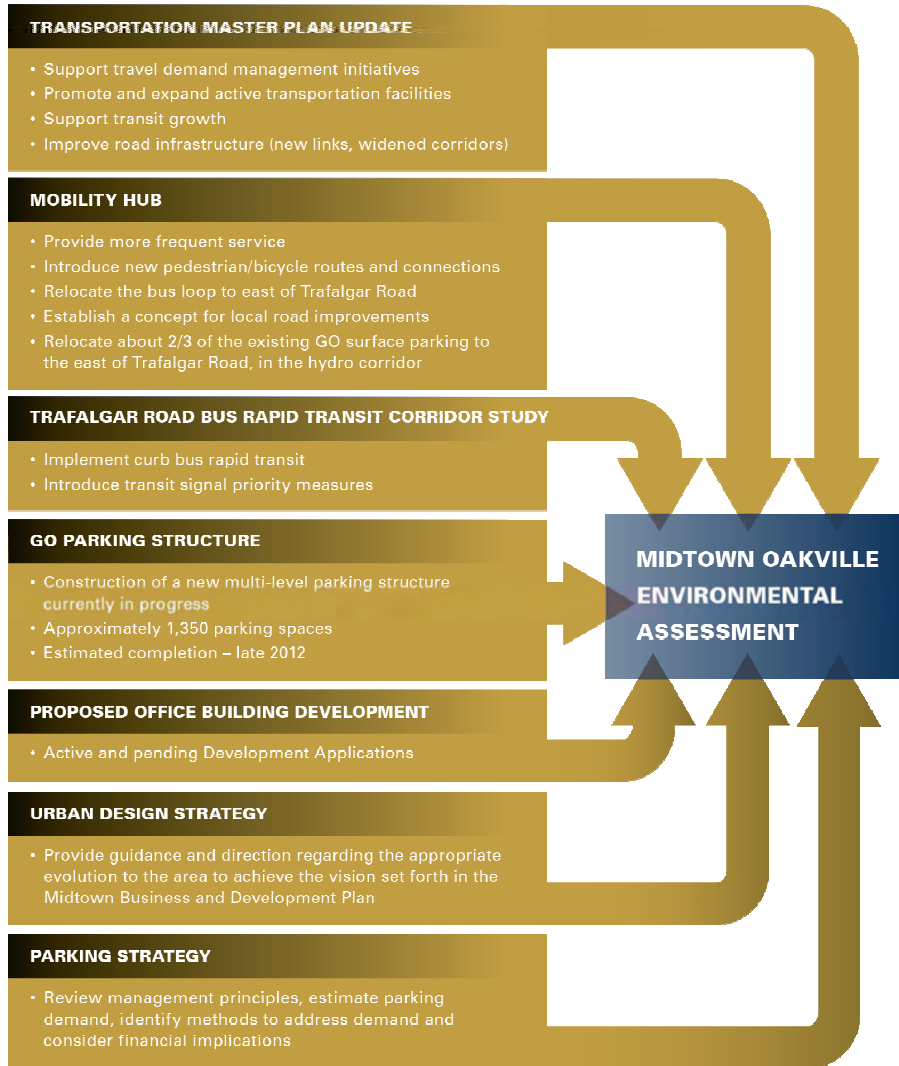 TRANSPORTATION MASTER PLAN UPDATE
• Support travel demand management initiatives
• Promote and expand active transportation facilities
• Support transit growth
• Improve road infrastructure (new links, widened corridors)
MOBILITY HUB
• Provide more frequent service
• Introduce new pedestrian/bicycle routes and connections
• Relocate the bus loop to east of Trafalgar Road
• Establish a concept for local road improvements
• Relocate about 2/3 of the existing GO surface parking to
the east of Trafalgar Road, in the hydro corridor
TRAFALGAR ROAD BUS RAPID TRANSIT CORRIDOR STUDY
• Implement curb bus rapid transit
• Introduce transit signal priority measures
GO PARKING STRUCTURE
• Construction of a new multi-level parking structure
currently in progress
• Approximately 1,350 parking spaces
• Estimated completion – late 2012
PROPOSED OFFICE BUILDING DEVELOPMENT
• Active and pending Development Applications
URBAN DESIGN STRATEGY
• Provide guidance and direction regarding the appropriate
evolution to the area to achieve the vision set forth in the
Midtown Business and Development Plan
PARKING STRATEGY
• Review management principles, estimate parking
demand, identify methods to address demand and
consider financial implications
MIDTOWN OAKVILLE
ENVIRONMENTAL
ASSESSMENT